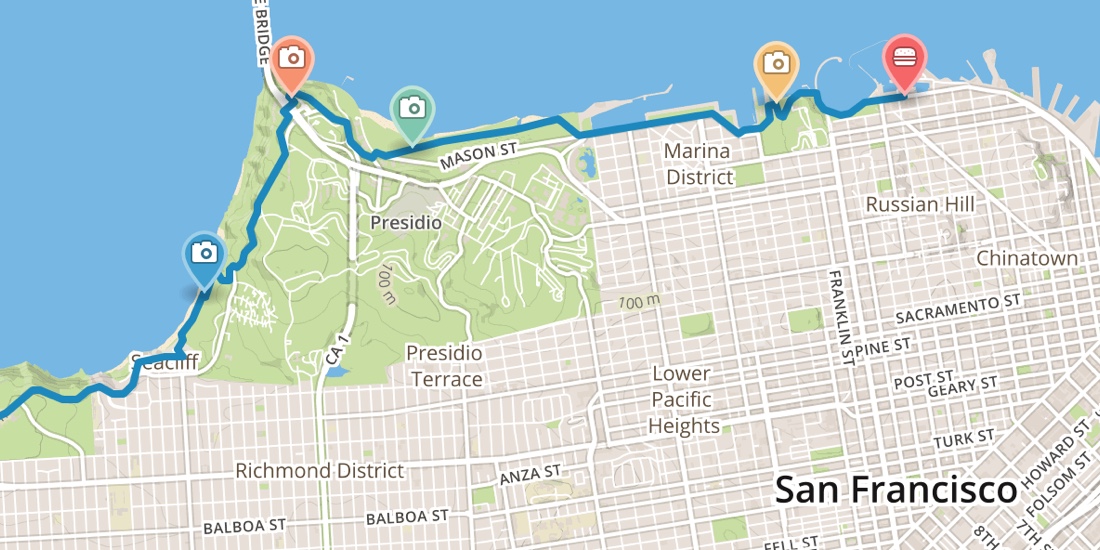 E BRIDGE
MASON ST
Marina
District
Presidio
Russian Hill
Chinatown
100 m
100 m
FRANKLIN ST
SACRAMENTO ST
CA 1
PINE ST
Seacliff
Presidio
Terrace
Lower
Pacific
Heights
POST ST
GEARY ST
TURK ST
HOWARD ST
FOLSOM ST
Richmond District
ANZA ST
San Francisco
BALBOA ST
BALBOA ST
FELL ST
8TH
7TH S